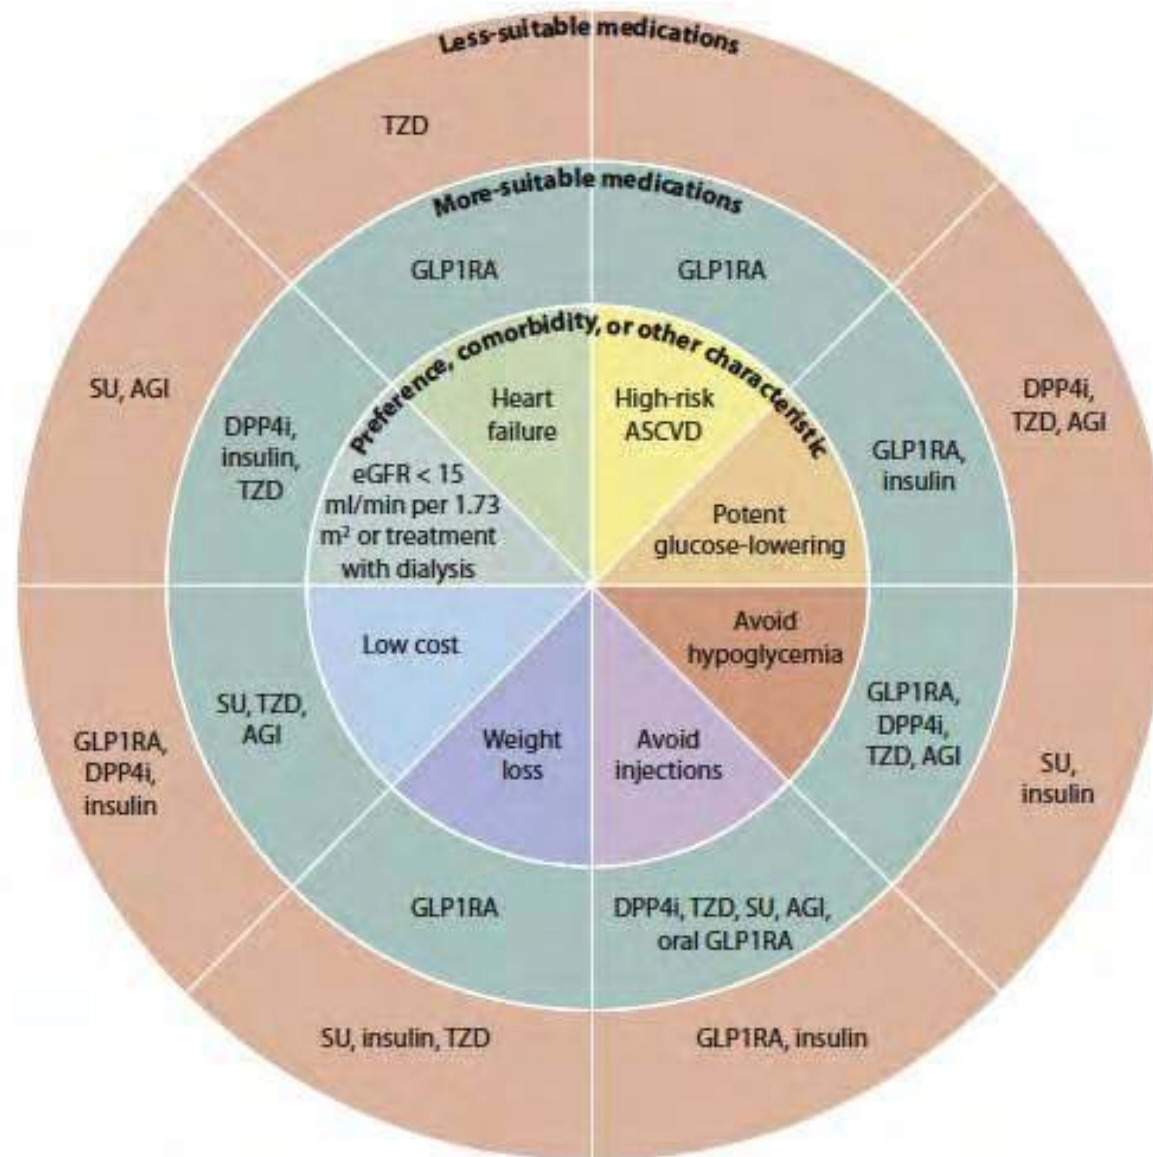 Less-suitable medications
TZD
More-suitable medications
GLP1RA
GLP1RA
Preference, comorbidity, or other characteristic
Heart
failure
High-risk
ASCVD
SU, AGI
DPP4i,
insulin,
TZD
eGFR < 15
ml/min per 1.73
m² or treatment
with dialysis
Potent
glucose-lowering
GLP1RA,
insulin
DPP4i,
TZD, AGI
Low cost
Avoid
hypoglycemia
SU, TZD,
AGI
GLP1RA,
DPP4i,
insulin
Weight
loss
Avoid
injections
GLP1RA,
DPP4i,
TZD, AGI
SU,
insulin
GLP1RA
DPP4i, TZD, SU, AGI,
oral GLP1RA
SU, insulin, TZD
GLP1RA, insulin